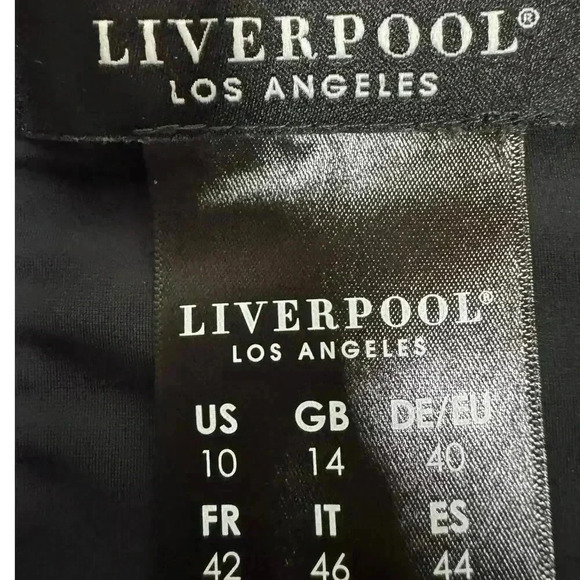 LIVERPOOL®
LOS ANGELES
LIVERPOOL®
LOS ANGELES
US GB DE/EU
10 14 40
FR IT ES
42 46 44